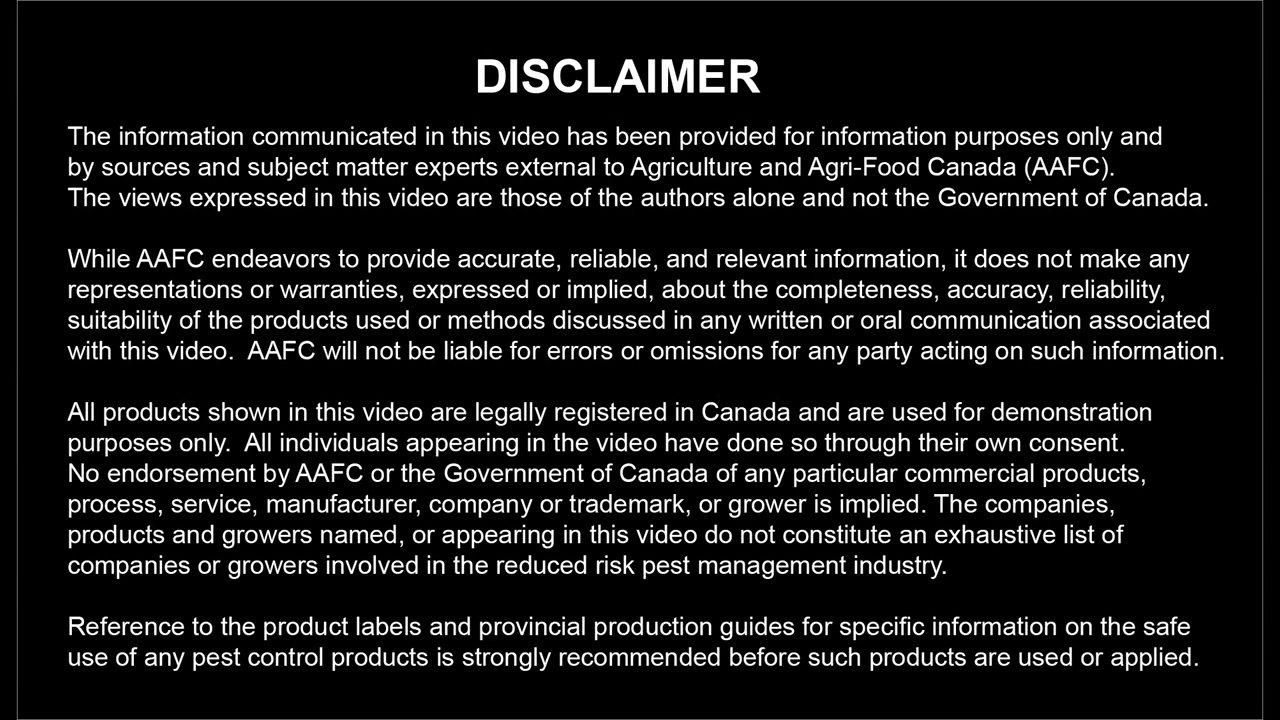 DISCLAIMER
The information communicated in this video has been provided for information purposes only and
by sources and subject matter experts external to Agriculture and Agri-Food Canada (AAFC).
The views expressed in this video are those of the authors alone and not the Government of Canada.
While AAFC endeavors to provide accurate, reliable, and relevant information, it does not make any
representations or warranties, expressed or implied, about the completeness, accuracy, reliability,
suitability of the products used or methods discussed in any written or oral communication associated
with this video.  AAFC will not be liable for errors or omissions for any party acting on such information.
All products shown in this video are legally registered in Canada and are used for demonstration
purposes only.  All individuals appearing in the video have done so through their own consent.
No endorsement by AAFC or the Government of Canada of any particular commercial products,
process, service, manufacturer, company or trademark, or grower is implied. The companies,
products and growers named, or appearing in this video do not constitute an exhaustive list of
companies or growers involved in the reduced risk pest management industry.
Reference to the product labels and provincial production guides for specific information on the safe
use of any pest control products is strongly recommended before such products are used or applied.